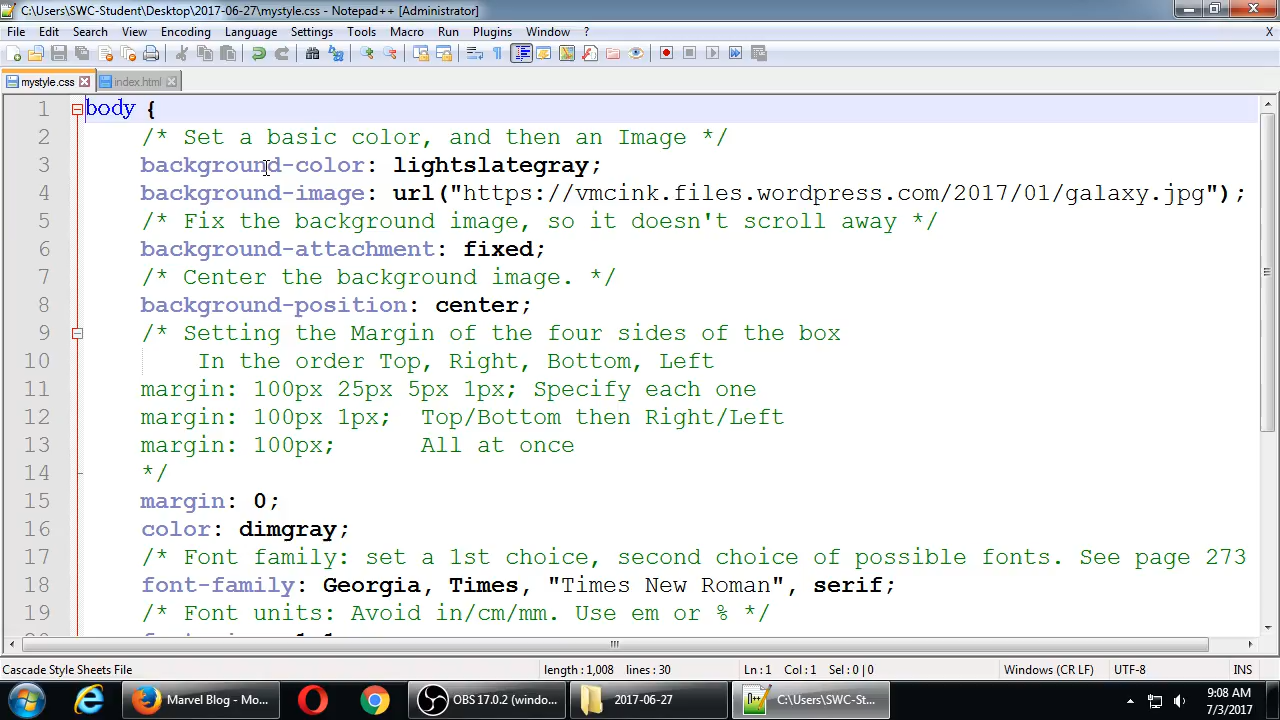 C:\Users\SWC-Student\Desktop\2017-06-27\mystyle.css - Notepad++ [Administrator]
File Edit Search View Encoding Language Settings Tools Macro Run Plugins Window ? X
mystyle.css index.html
1 body {
2 /* Set a basic color, and then an Image */
3 background-color: lightslategray;
4 background-image: url("https://vmcink.files.wordpress.com/2017/01/galaxy.jpg");
5 /* Fix the background image, so it doesn't scroll away */
6 background-attachment: fixed;
7 /* Center the background image. */
8 background-position: center;
9 /* Setting the Margin of the four sides of the box
10 In the order Top, Right, Bottom, Left
11 margin: 100px 25px 5px 1px; Specify each one
12 margin: 100px 1px; Top/Bottom then Right/Left
13 margin: 100px; All at once
14 */
15 margin: 0;
16 color: dimgray;
17 /* Font family: set a 1st choice, second choice of possible fonts. See page 273
18 font-family: Georgia, Times, "Times New Roman", serif;
19 /* Font units: Avoid in/cm/mm. Use em or % */
Cascade Style Sheets File length : 1,008 lines : 30 Ln : 1 Col : 1 Sel : 0 | 0 Windows (CR LF) UTF-8 INS
Marvel Blog - Mo... OBS 17.0.2 (windo... 2017-06-27 C:\Users\SWC-St... 9:08 AM
7/3/2017